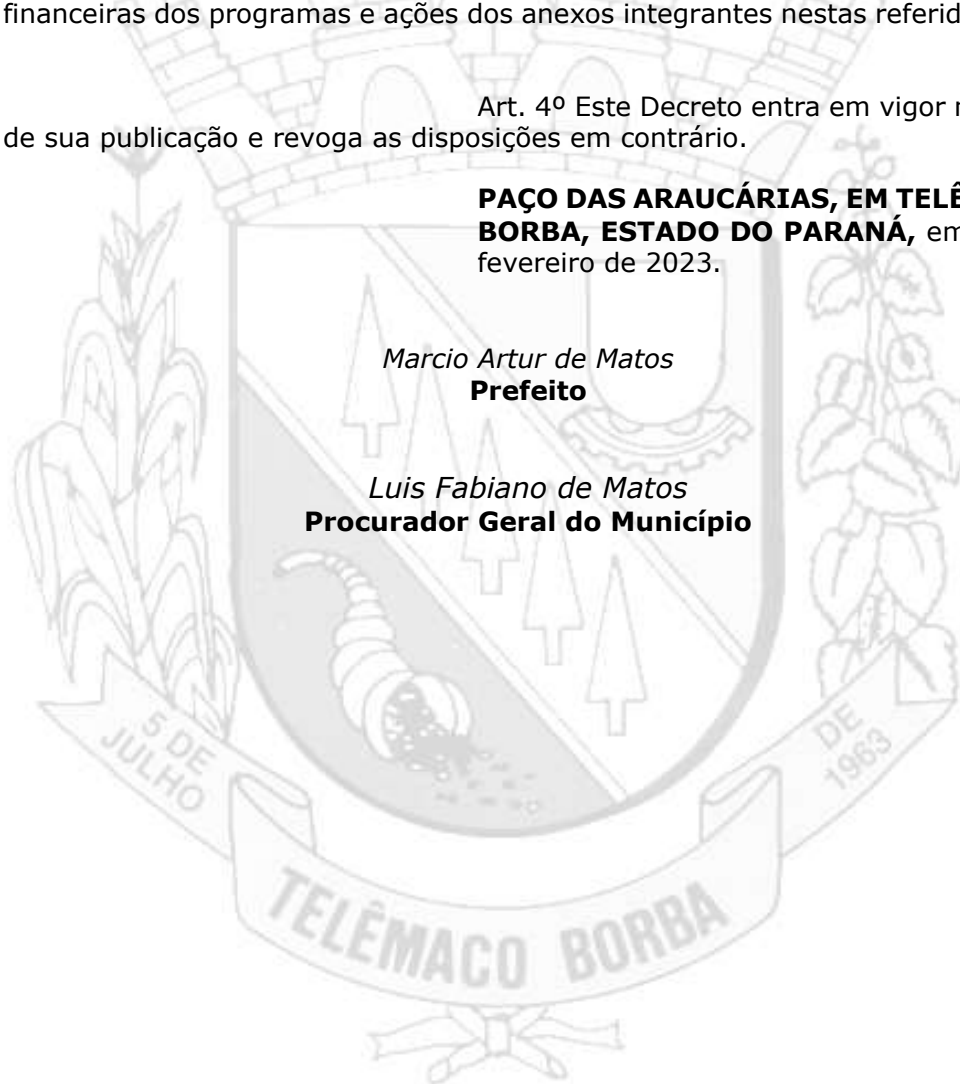 financeiras dos programas e ações dos anexos integrantes nestas referid
Art. 4º Este Decreto entra em vigor
de sua publicação e revoga as disposições em contrário.
PAÇO DAS ARAUCÁRIAS, EM TELÊ
BORBA, ESTADO DO PARANÁ, em
fevereiro de 2023.
Marcio Artur de Matos
Prefeito
Luis Fabiano de Matos
Procurador Geral do Município
5 DE
JULHO
DE
1963
TELÊMACO BORBA